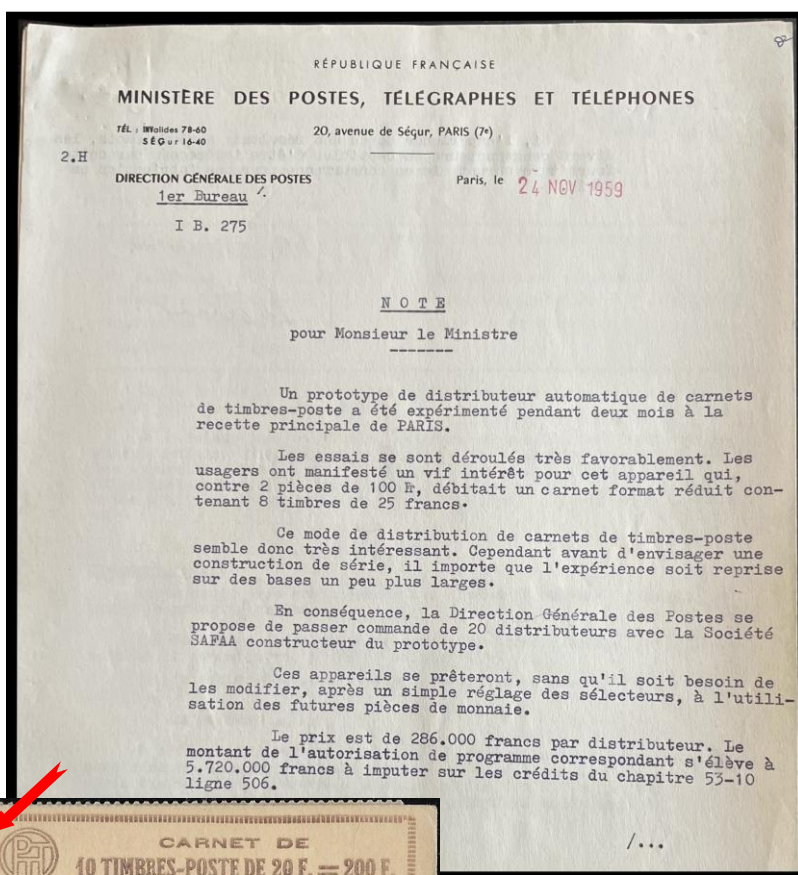 82
RÉPUBLIQUE FRANÇAISE
MINISTÈRE DES POSTES, TÉLÉGRAPHES ET TÉLÉPHONES
TÉL : INValides 78-60
SÉGur 16-40
20, avenue de Ségur, PARIS (7e)
2.H
DIRECTION GÉNÉRALE DES POSTES
Paris, le 24 NOV 1959
1er Bureau
I B. 275
NOTE
pour Monsieur le Ministre
Un prototype de distributeur automatique de carnets
de timbres-poste a été expérimenté pendant deux mois à la
recette principale de PARIS.
Les essais se sont déroulés très favorablement. Les
usagers ont manifesté un vif intérêt pour cet appareil qui,
contre 2 pièces de 100 Fr, débitait un carnet format réduit con-
tenant 8 timbres de 25 francs.
Ce mode de distribution de carnets de timbres-poste
semble donc très intéressant. Cependant avant d'envisager une
construction de série, il importe que l'expérience soit reprise
sur des bases un peu plus larges.
En conséquence, la Direction Générale des Postes se
propose de passer commande de 20 distributeurs avec la Société
SAFAA constructeur du prototype.
Ces appareils se prêteront, sans qu'il soit besoin de
les modifier, après un simple réglage des sélecteurs, à l'utili-
sation des futures pièces de monnaie.
Le prix est de 286.000 francs par distributeur. Le
montant de l'autorisation de programme correspondant s'élève à
5.720.000 francs à imputer sur les crédits du chapitre 53-10
ligne 506.
/...
PTT
CARNET DE
10 TIMBRES-POSTE DE 20 F. = 200 F.